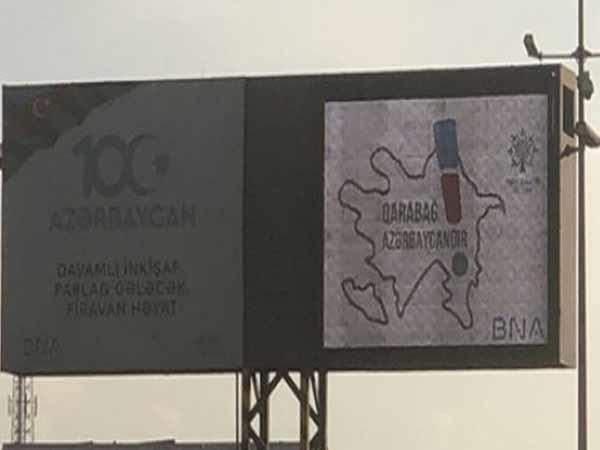 100
AZƏRBAYCAN
DAVAMLI İNKİŞAF,
PARLAQ GƏLƏCƏK,
FİRAVAN HƏYAT
BNA
QARABAĞ
AZƏRBAYCANDIR
BNA